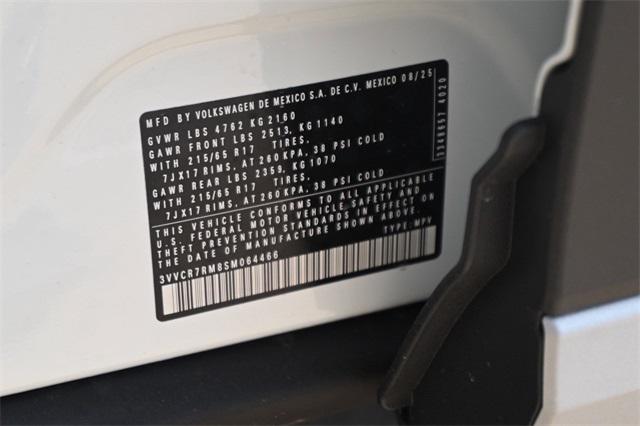 MFD BY VOLKSWAGEN DE MEXICO S.A. DE C.V. MEXICO 08/25
GVWR LBS 4762 KG 2160
GAWR FRONT LBS 2513, KG 1140
WITH 215/65 R17 TIRES.
7JX17 RIMS, AT 260 KPA, 38 PSI COLD
GAWR REAR LBS 2359, KG 1070
WITH 215/65 R17 TIRES.
7JX17 RIMS, AT 260 KPA, 38 PSI COLD
THIS VEHICLE CONFORMS TO ALL APPLICABLE
U.S. FEDERAL MOTOR VEHICLE SAFETY AND
THEFT PREVENTION STANDARDS IN EFFECT ON
THE DATE OF MANUFACTURE SHOWN ABOVE.
3VVCR7RM8SM064466 TYPE: MPV
4020